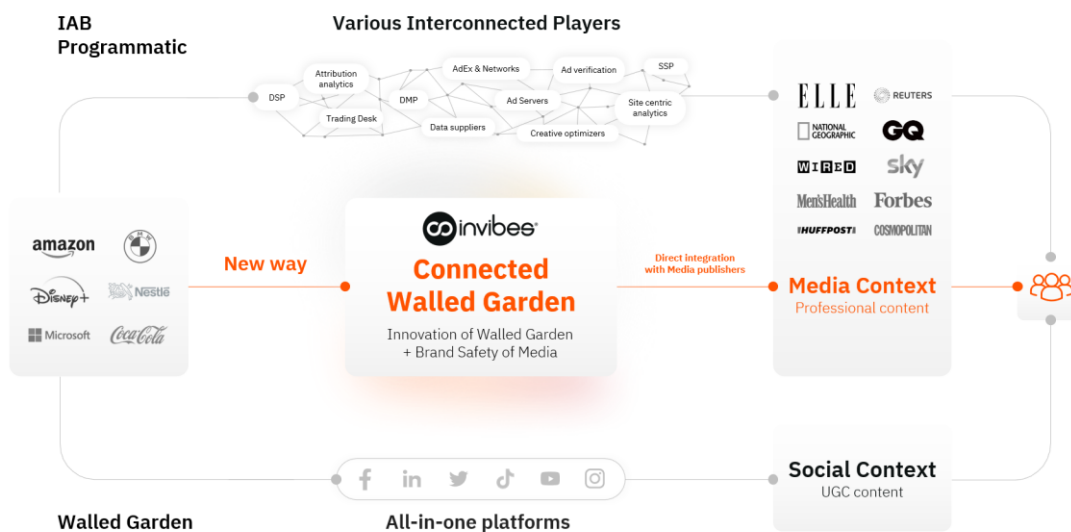 IAB
Programmatic
Various Interconnected Players
DSP
Attribution
analytics
Trading Desk
DMP
AdEx & Networks
Data suppliers
Ad Servers
Ad verification
Creative optimizers
SSP
Site centric
analytics
ELLE
REUTERS
NATIONAL
GEOGRAPHIC
GQ
WIRED
sky
Men'sHealth
Forbes
HUFFPOST
COSMOPOLITAN
amazon
BMW
Disney+
Nestlé
Microsoft
Coca-Cola
New way
invibes
Connected
Walled Garden
Innovation of Walled Garden
+ Brand Safety of Media
Direct integration
with Media publishers
Media Context
Professional content
f
in
Social Context
UGC content
Walled Garden
All-in-one platforms